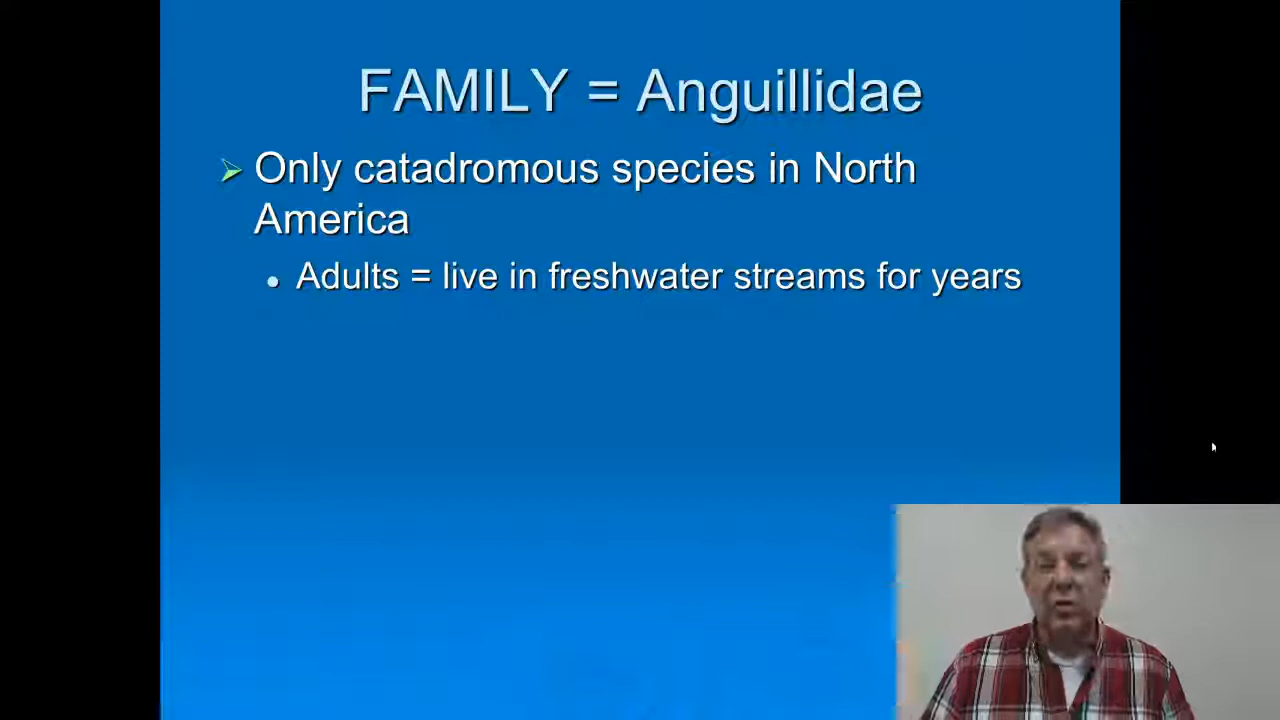 FAMILY = Anguillidae
Only catadromous species in North
America
Adults = live in freshwater streams for years